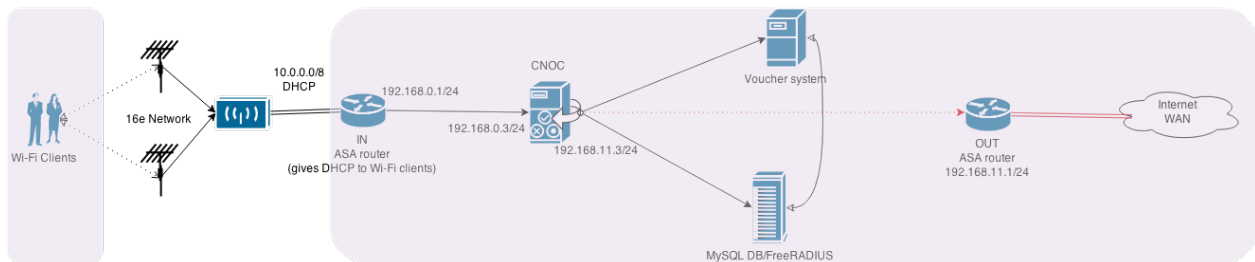 Wi-Fi Clients
16e Network
10.0.0.0/8
DHCP
192.168.0.1/24
IN
ASA router
(gives DHCP to Wi-Fi clients)
CNOC
192.168.0.3/24
192.168.11.3/24
Voucher system
MySQL DB/FreeRADIUS
OUT
ASA router
192.168.11.1/24
Internet
WAN